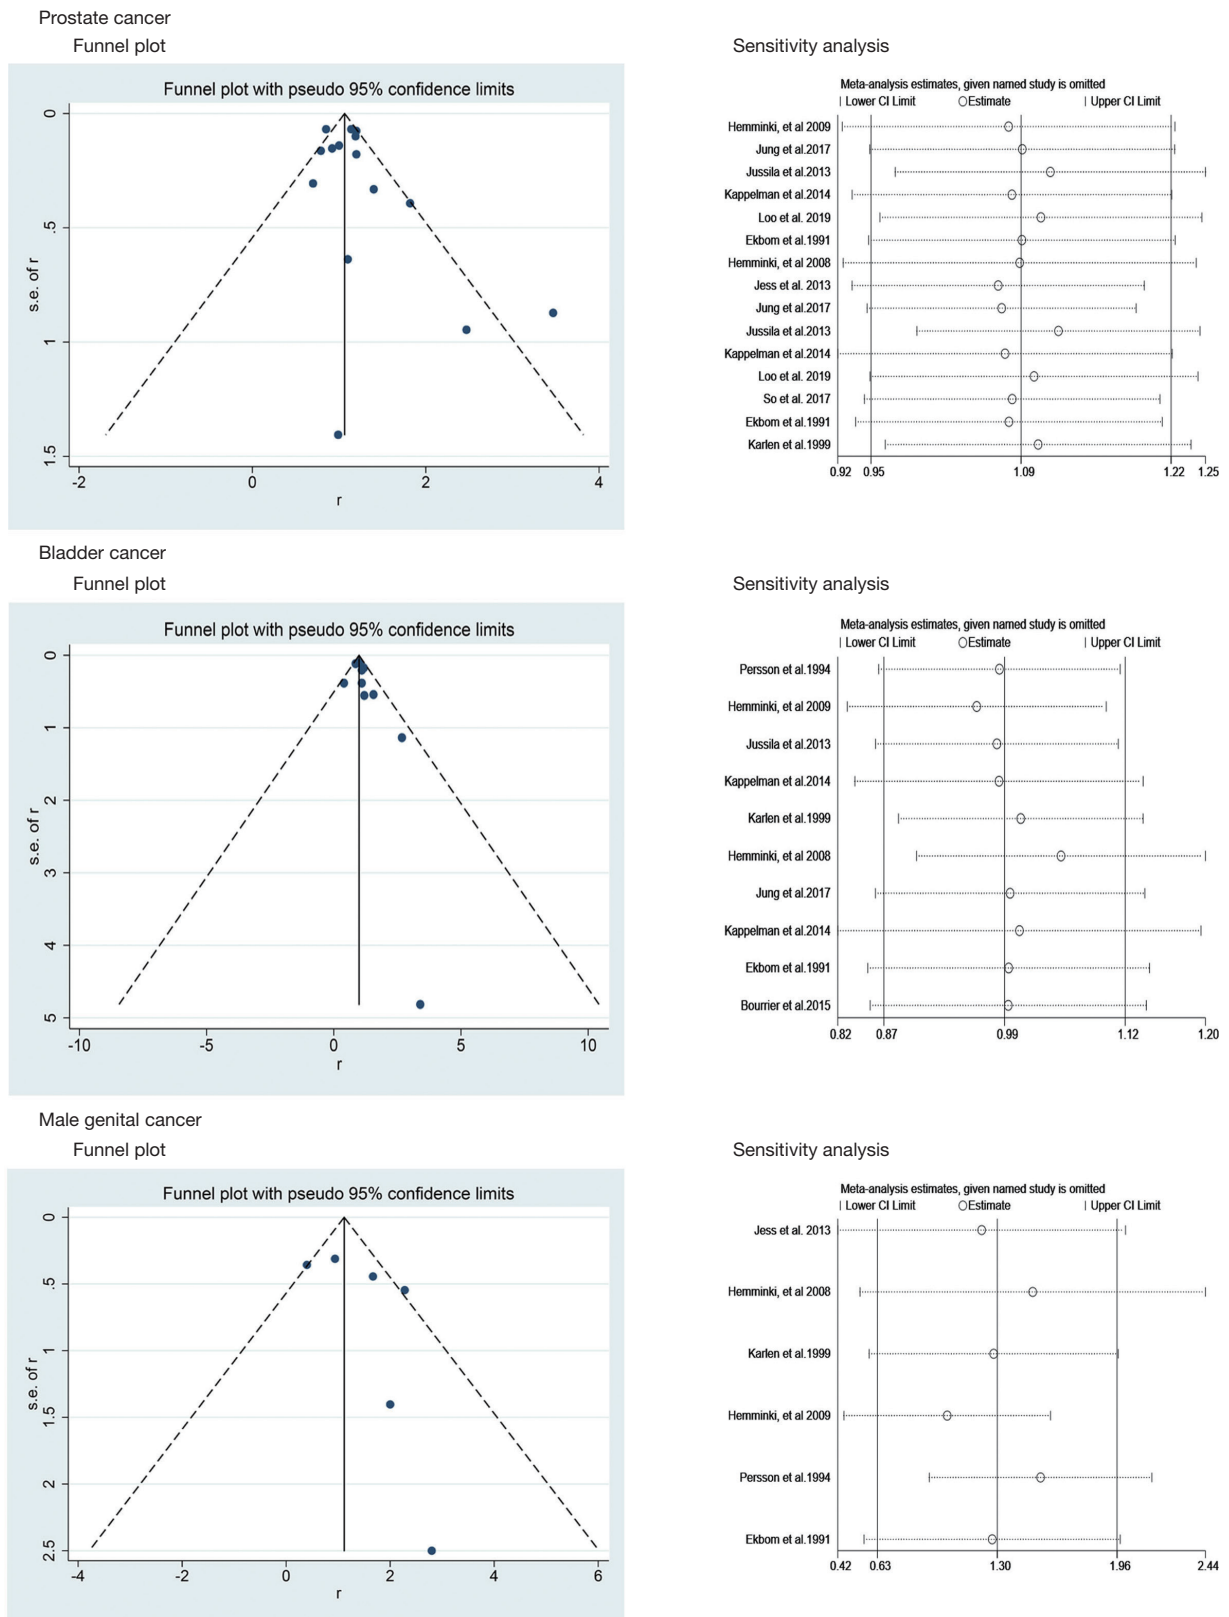 Prostate cancer
Funnel plot
Sensitivity analysis
Funnel plot with pseudo 95% confidence limits
0
.5
1
1.5
s.e. of r
-2
0
2
4
r
Meta-analysis estimates, given named study is omitted
| Lower CI Limit ○Estimate | Upper CI Limit
Hemminki, et al 2009
Jung et al.2017
Jussila et al.2013
Kappelman et al.2014
Loo et al. 2019
Ekbom et al.1991
Hemminki, et al 2008
Jess et al. 2013
Jung et al.2017
Jussila et al.2013
Kappelman et al.2014
Loo et al. 2019
So et al. 2017
Ekbom et al.1991
Karlen et al.1999
0.92 0.95 1.09 1.22 1.25
Bladder cancer
Funnel plot
Sensitivity analysis
Funnel plot with pseudo 95% confidence limits
0
1
2
3
4
5
s.e. of r
-10
-5
0
5
10
r
Meta-analysis estimates, given named study is omitted
| Lower CI Limit ○Estimate | Upper CI Limit
Persson et al.1994
Hemminki, et al 2009
Jussila et al.2013
Kappelman et al.2014
Karlen et al.1999
Hemminki, et al 2008
Jung et al.2017
Kappelman et al.2014
Ekbom et al.1991
Bourrier et al.2015
0.82 0.87 0.99 1.12 1.20
Male genital cancer
Funnel plot
Sensitivity analysis
Funnel plot with pseudo 95% confidence limits
0
.5
1
1.5
2
2.5
s.e. of r
-4
-2
0
2
4
6
r
Meta-analysis estimates, given named study is omitted
| Lower CI Limit ○Estimate | Upper CI Limit
Jess et al. 2013
Hemminki, et al 2008
Karlen et al.1999
Hemminki, et al 2009
Persson et al.1994
Ekbom et al.1991
0.42 0.63 1.30 1.96 2.44